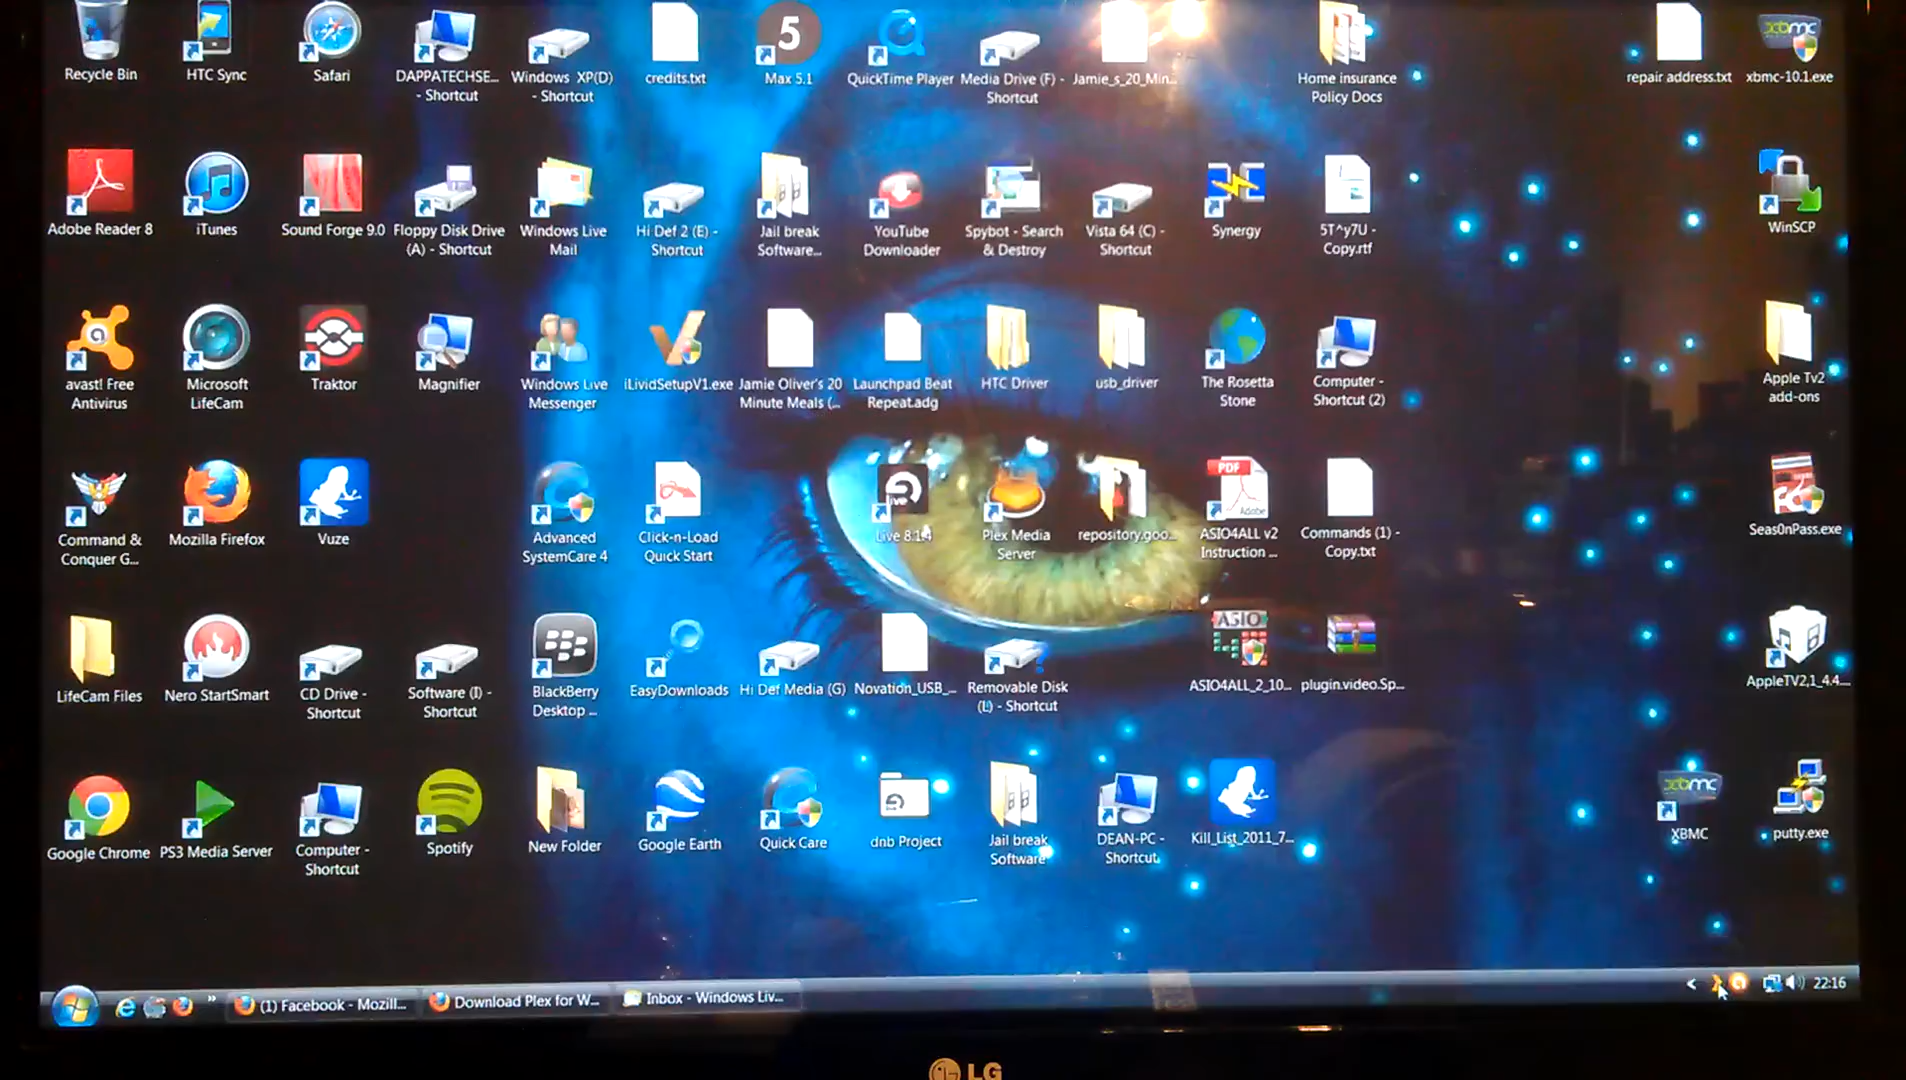 Recycle Bin
HTC Sync
Safari
DAPPATECHSE...
- Shortcut
Windows XP(D)
- Shortcut
credits.txt
5
Max 5.1
QuickTime Player
Media Drive (F) -
Shortcut
Jamie_s_20_Min...
Home insurance
Policy Docs
repair address.txt
xbmc
xbmc-10.1.exe
Adobe Reader 8
iTunes
Sound Forge 9.0
Floppy Disk Drive
(A) - Shortcut
Windows Live
Mail
Hi Def 2 (E) -
Shortcut
Jail break
Software...
YouTube
Downloader
Spybot - Search
& Destroy
Vista 64 (C) -
Shortcut
Synergy
5T^y7U -
Copy.rtf
WinSCP
avast! Free
Antivirus
Microsoft
LifeCam
Traktor
Magnifier
Windows Live
Messenger
iLividSetupV1.exe
Jamie Oliver's 20
Minute Meals (...
Launchpad Beat
Repeat.adg
HTC Driver
usb_driver
The Rosetta
Stone
Computer -
Shortcut (2)
Apple Tv2
add-ons
Command &
Conquer G...
Mozilla Firefox
Vuze
Advanced
SystemCare 4
Click-n-Load
Quick Start
live
Live 8.1.4
Plex Media
Server
repository.goo...
PDF
Adobe
ASIO4ALL v2
Instruction ...
Commands (1) -
Copy.txt
Seas0nPass.exe
LifeCam Files
Nero StartSmart
CD Drive -
Shortcut
Software (I) -
Shortcut
BlackBerry
Desktop ...
EasyDownloads
Hi Def Media (G)
Novation_USB_...
Removable Disk
(L) - Shortcut
ASIO
ASIO4ALL_2_10...
plugin.video.Sp...
AppleTV2,1_4.4...
Google Chrome
PS3 Media Server
Computer -
Shortcut
Spotify
New Folder
Google Earth
Quick Care
dnb Project
Jail break
Software
DEAN-PC -
Shortcut
Kill_List_2011_7...
xbmc
XBMC
putty.exe
(1) Facebook - Mozill...
Download Plex for W...
Inbox - Windows Liv...
22:16
LG